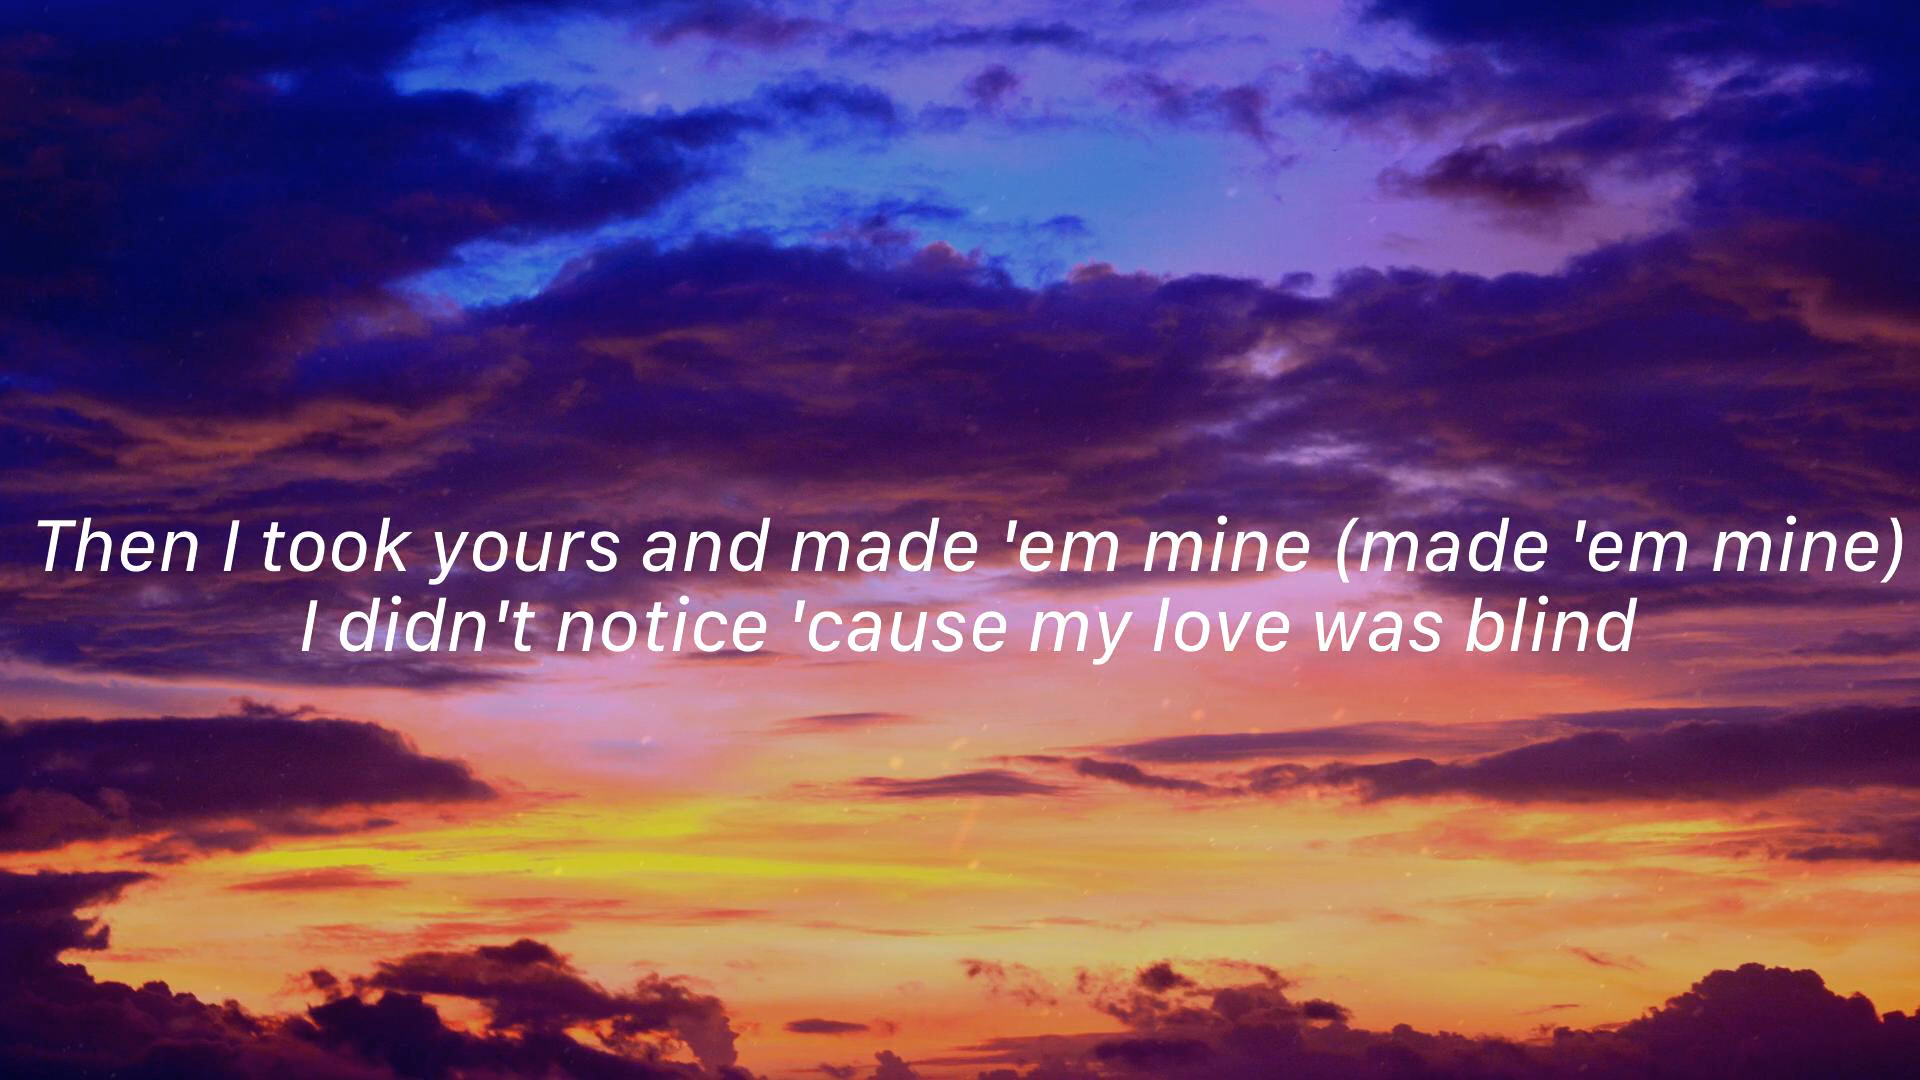 Then I took yours and made 'em mine (made 'em mine)
I didn't notice 'cause my love was blind